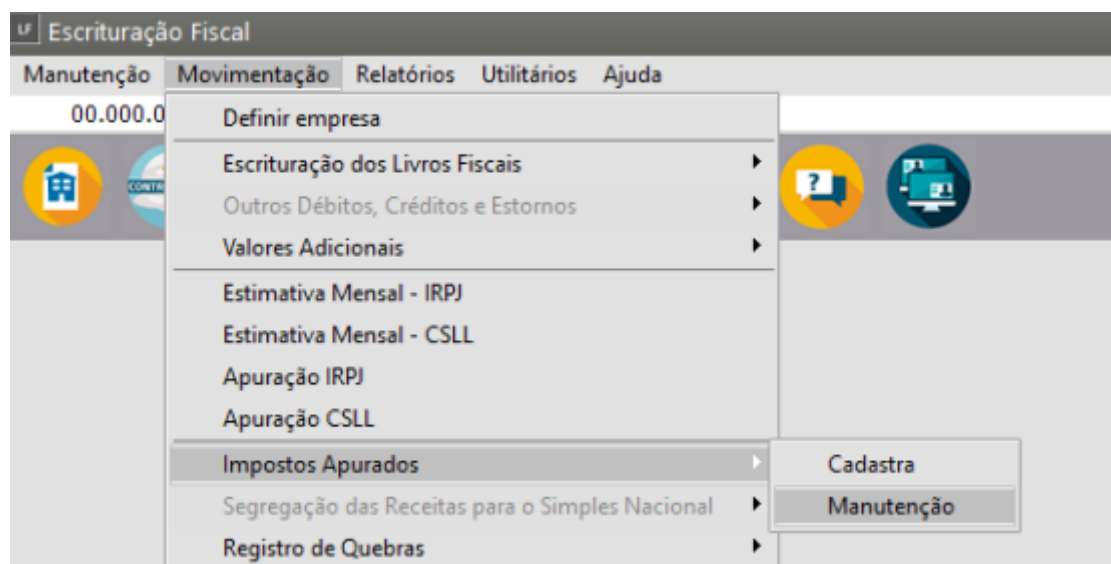 LF Escrituração Fiscal
Manutenção Movimentação Relatórios Utilitários Ajuda
00.000.0
Definir empresa
Escrituração dos Livros Fiscais
Outros Débitos, Créditos e Estornos
Valores Adicionais
Estimativa Mensal - IRPJ
Estimativa Mensal - CSLL
Apuração IRPJ
Apuração CSLL
Impostos Apurados
Cadastra
Segregação das Receitas para o Simples Nacional
Manutenção
Registro de Quebras